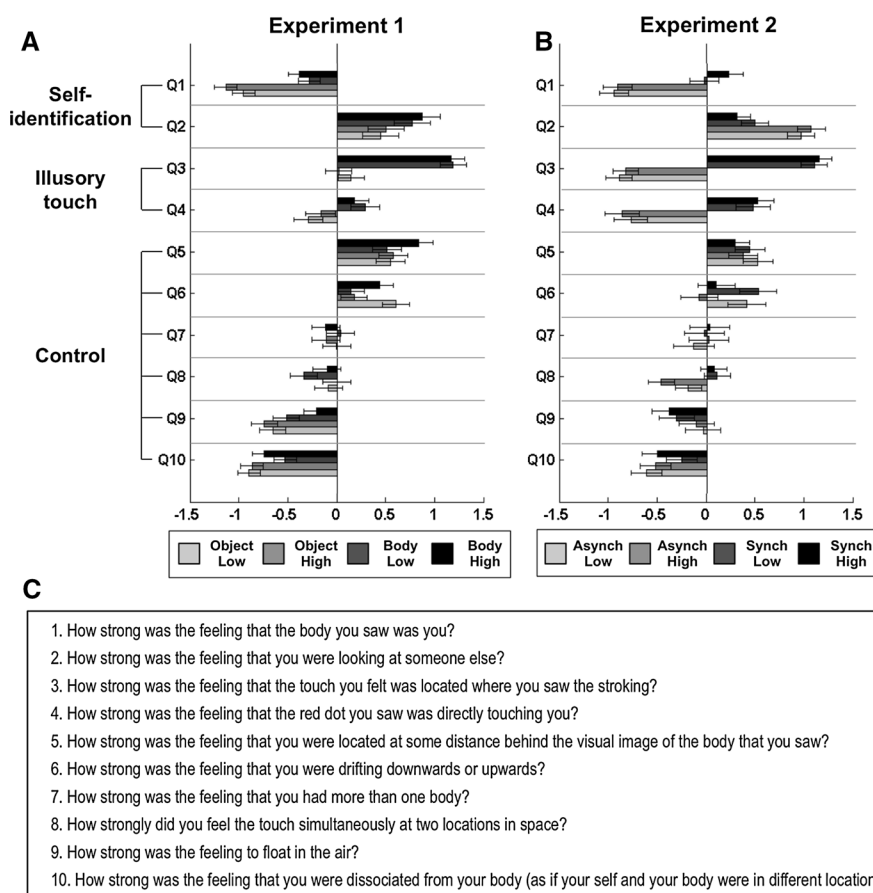 A
Experiment 1
B
Experiment 2
Self-
identification
Illusory
touch
Control
Q1
Q2
Q3
Q4
Q5
Q6
Q7
Q8
Q9
Q10
-1.5 -1 -0.5 0 0.5 1 1.5
Object Low
Object High
Body Low
Body High
Q1
Q2
Q3
Q4
Q5
Q6
Q7
Q8
Q9
Q10
-1.5 -1 -0.5 0 0.5 1 1.5
Asynch Low
Asynch High
Synch Low
Synch High
C
1. How strong was the feeling that the body you saw was you?
2. How strong was the feeling that you were looking at someone else?
3. How strong was the feeling that the touch you felt was located where you saw the stroking?
4. How strong was the feeling that the red dot you saw was directly touching you?
5. How strong was the feeling that you were located at some distance behind the visual image of the body that you saw?
6. How strong was the feeling that you were drifting downwards or upwards?
7. How strong was the feeling that you had more than one body?
8. How strongly did you feel the touch simultaneously at two locations in space?
9. How strong was the feeling to float in the air?
10. How strong was the feeling that you were dissociated from your body (as if your self and your body were in different location